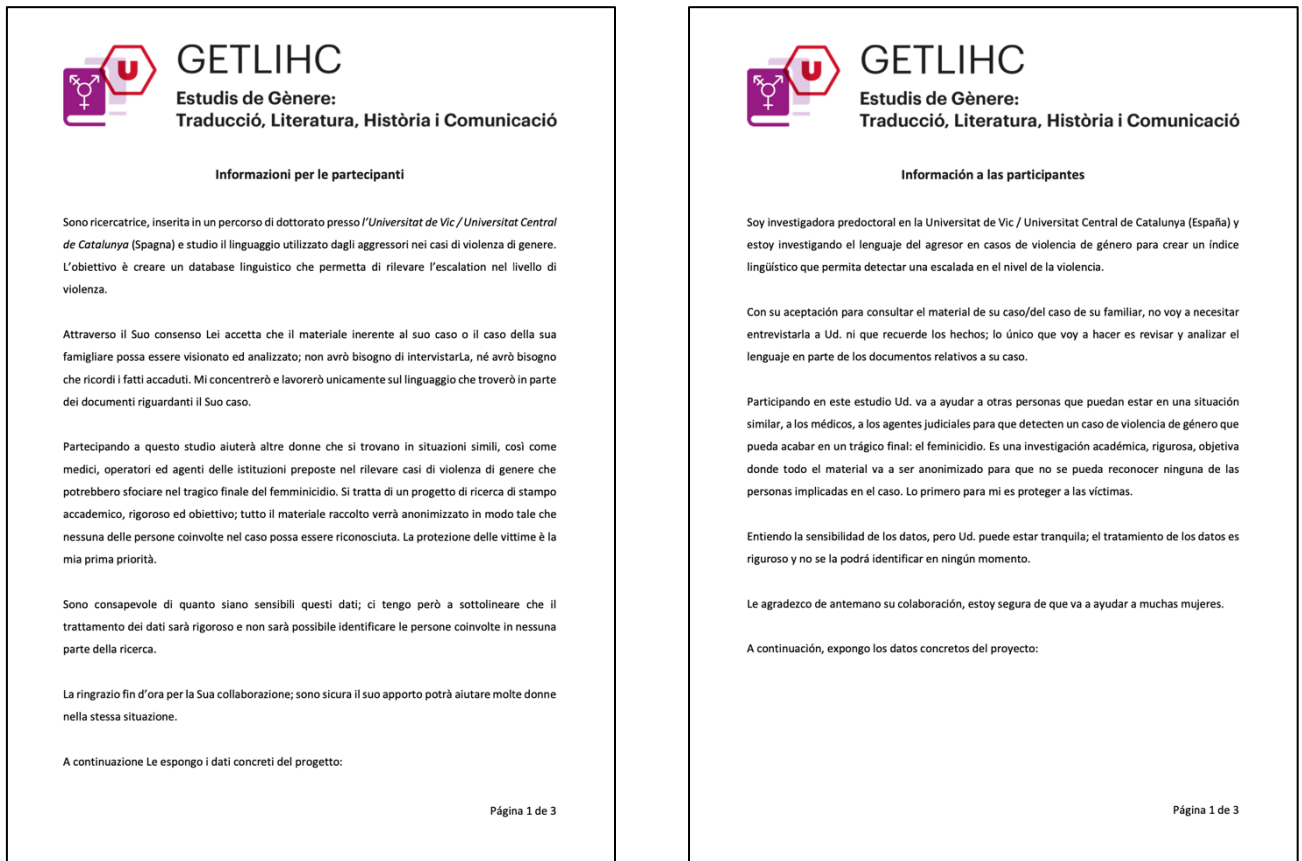 GETLIHC
Estudis de Gènere:
Traducció, Literatura, Història i Comunicació
Informazioni per le partecipanti
Sono ricercatrice, inserita in un percorso di dottorato presso l'Universitat de Vic / Universitat Central
de Catalunya (Spagna) e studio il linguaggio utilizzato dagli aggressori nei casi di violenza di genere.
L'obiettivo è creare un database linguistico che permetta di rilevare l'escalation nel livello di
violenza.
Attraverso il Suo consenso Lei accetta che il materiale inerente al suo caso o il caso della sua
famigliare possa essere visionato ed analizzato; non avrò bisogno di intervistarLa, né avrò bisogno
che ricordi i fatti accaduti. Mi concentrerò e lavorerò unicamente sul linguaggio che troverò in parte
dei documenti riguardanti il Suo caso.
Partecipando a questo studio aiuterà altre donne che si trovano in situazioni simili, così come
medici, operatori ed agenti delle istituzioni preposte nel rilevare casi di violenza di genere che
potrebbero sfociare nel tragico finale del femminicidio. Si tratta di un progetto di ricerca di stampo
accademico, rigoroso ed obiettivo; tutto il materiale raccolto verrà anonimizzato in modo tale che
nessuna delle persone coinvolte nel caso possa essere riconosciuta. La protezione delle vittime è la
mia prima priorità.
Sono consapevole di quanto siano sensibili questi dati; ci tengo però a sottolineare che il
trattamento dei dati sarà rigoroso e non sarà possibile identificare le persone coinvolte in nessuna
parte della ricerca.
La ringrazio fin d'ora per la Sua collaborazione; sono sicura il suo apporto potrà aiutare molte donne
nella stessa situazione.
A continuazione Le espongo i dati concreti del progetto:
Página 1 de 3
GETLIHC
Estudis de Gènere:
Traducció, Literatura, Història i Comunicació
Información a las participantes
Soy investigadora predoctoral en la Universitat de Vic / Universitat Central de Catalunya (España) y
estoy investigando el lenguaje del agresor en casos de violencia de género para crear un índice
lingüístico que permita detectar una escalada en el nivel de la violencia.
Con su aceptación para consultar el material de su caso/del caso de su familiar, no voy a necesitar
entrevistarla a Ud. ni que recuerde los hechos; lo único que voy a hacer es revisar y analizar el
lenguaje en parte de los documentos relativos a su caso.
Participando en este estudio Ud. va a ayudar a otras personas que puedan estar en una situación
similar, a los médicos, a los agentes judiciales para que detecten un caso de violencia de género que
pueda acabar en un trágico final: el feminicidio. Es una investigación académica, rigurosa, objetiva
donde todo el material va a ser anonimizado para que no se pueda reconocer ninguna de las
personas implicadas en el caso. Lo primero para mi es proteger a las víctimas.
Entiendo la sensibilidad de los datos, pero Ud. puede estar tranquila; el tratamiento de los datos es
riguroso y no se la podrá identificar en ningún momento.
Le agradezco de antemano su colaboración, estoy segura de que va a ayudar a muchas mujeres.
A continuación, expongo los datos concretos del proyecto:
Página 1 de 3